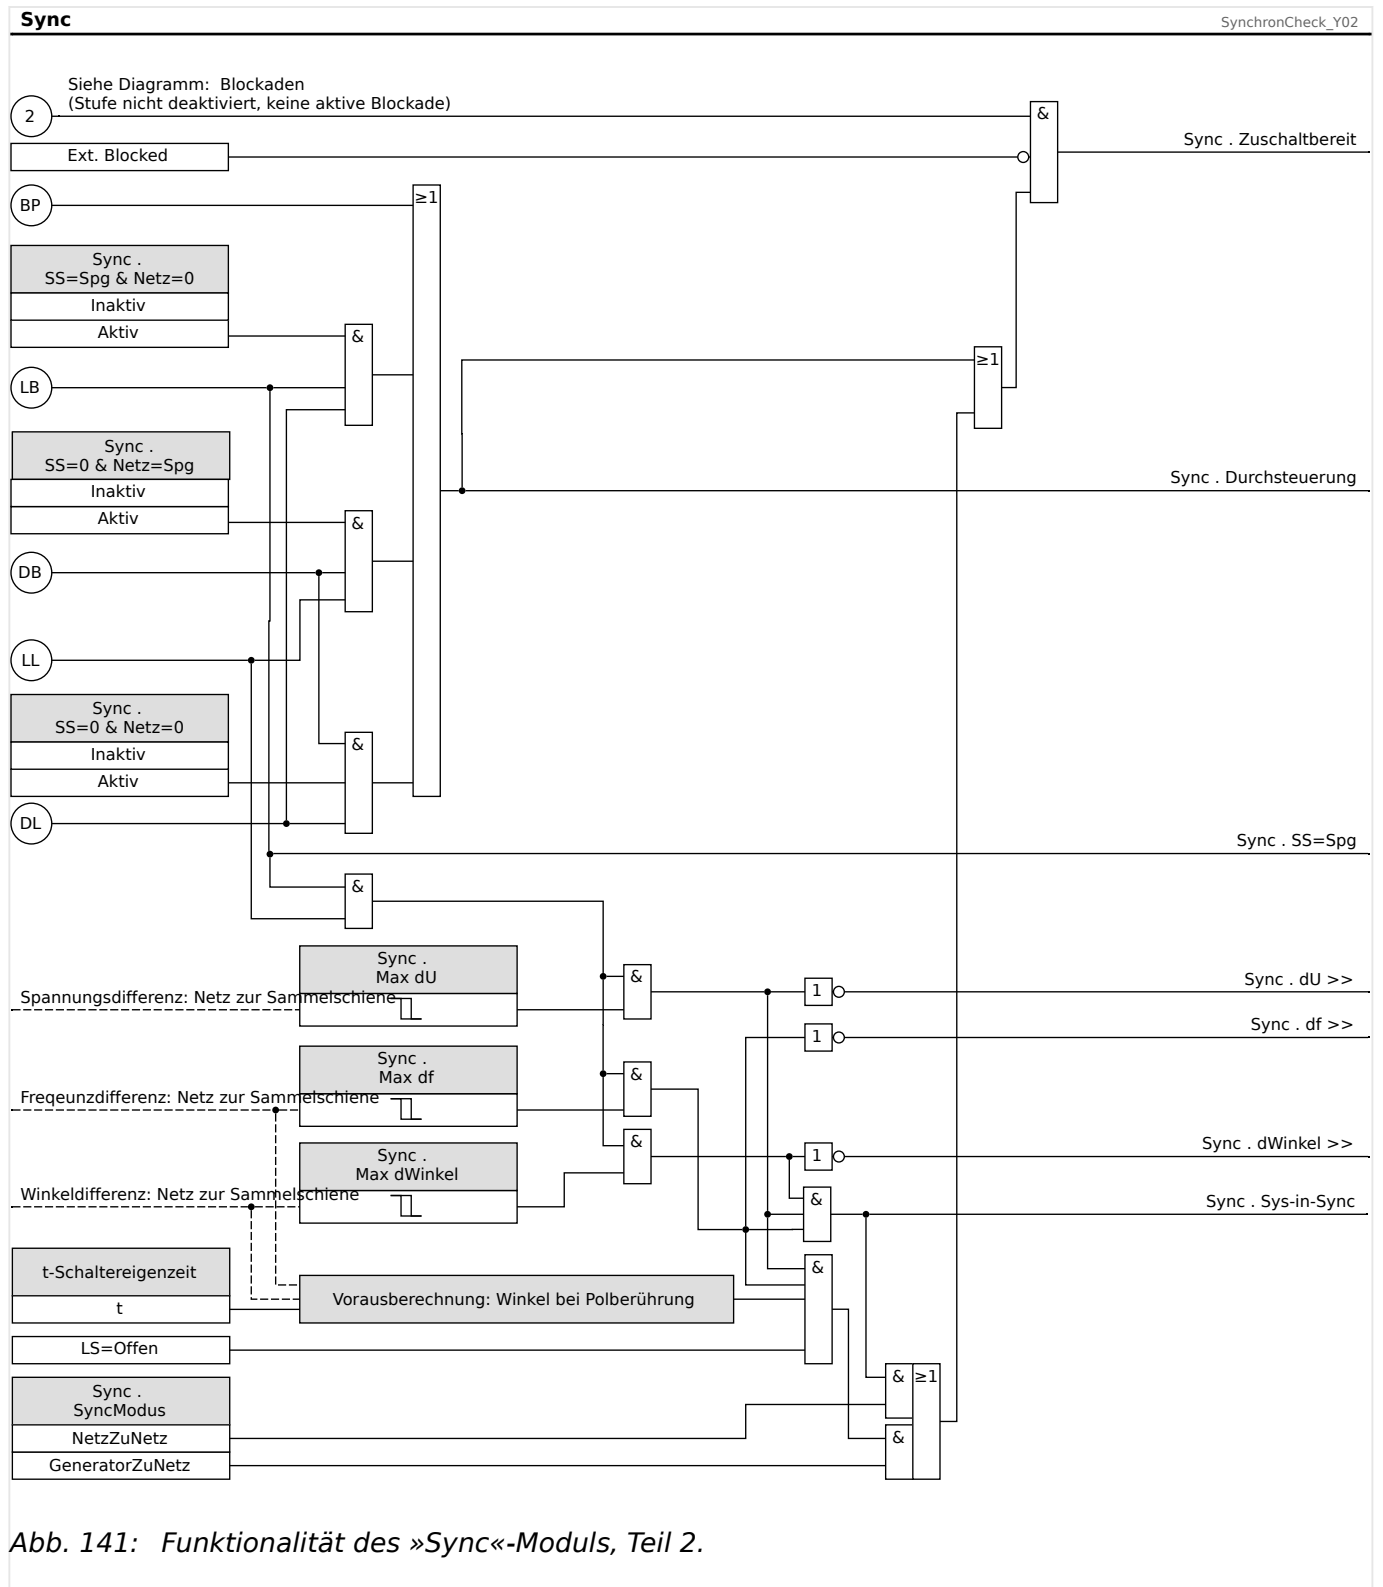 Sync
SynchronCheck_Y02
Siehe Diagramm: Blockaden
(Stufe nicht deaktiviert, keine aktive Blockade)
2
&
Sync . Zuschaltbereit
Ext. Blocked
BP
≥1
Sync .
SS=Spg & Netz=0
Inaktiv
Aktiv
&
≥1
LB
Sync .
SS=0 & Netz=Spg
Inaktiv
Aktiv
&
Sync . Durchsteuerung
DB
LL
Sync .
SS=0 & Netz=0
Inaktiv
Aktiv
&
DL
Sync . SS=Spg
&
Sync .
Max dU
Spannungsdifferenz: Netz zur Sammelschiene
&
1
Sync . dU >>
1
Sync . df >>
Sync .
Max df
Freqeunzdifferenz: Netz zur Sammelschiene
&
Sync .
Max dWinkel
Winkeldifferenz: Netz zur Sammelschiene
&
1
Sync . dWinkel >>
&
Sync . Sys-in-Sync
t-Schaltereigenzeit
t
Vorausberechnung: Winkel bei Polberührung
&
LS=Offen
Sync .
SyncModus
NetzZuNetz
GeneratorZuNetz
&
≥1
&
Abb. 141: Funktionalität des »Sync«-Moduls, Teil 2.